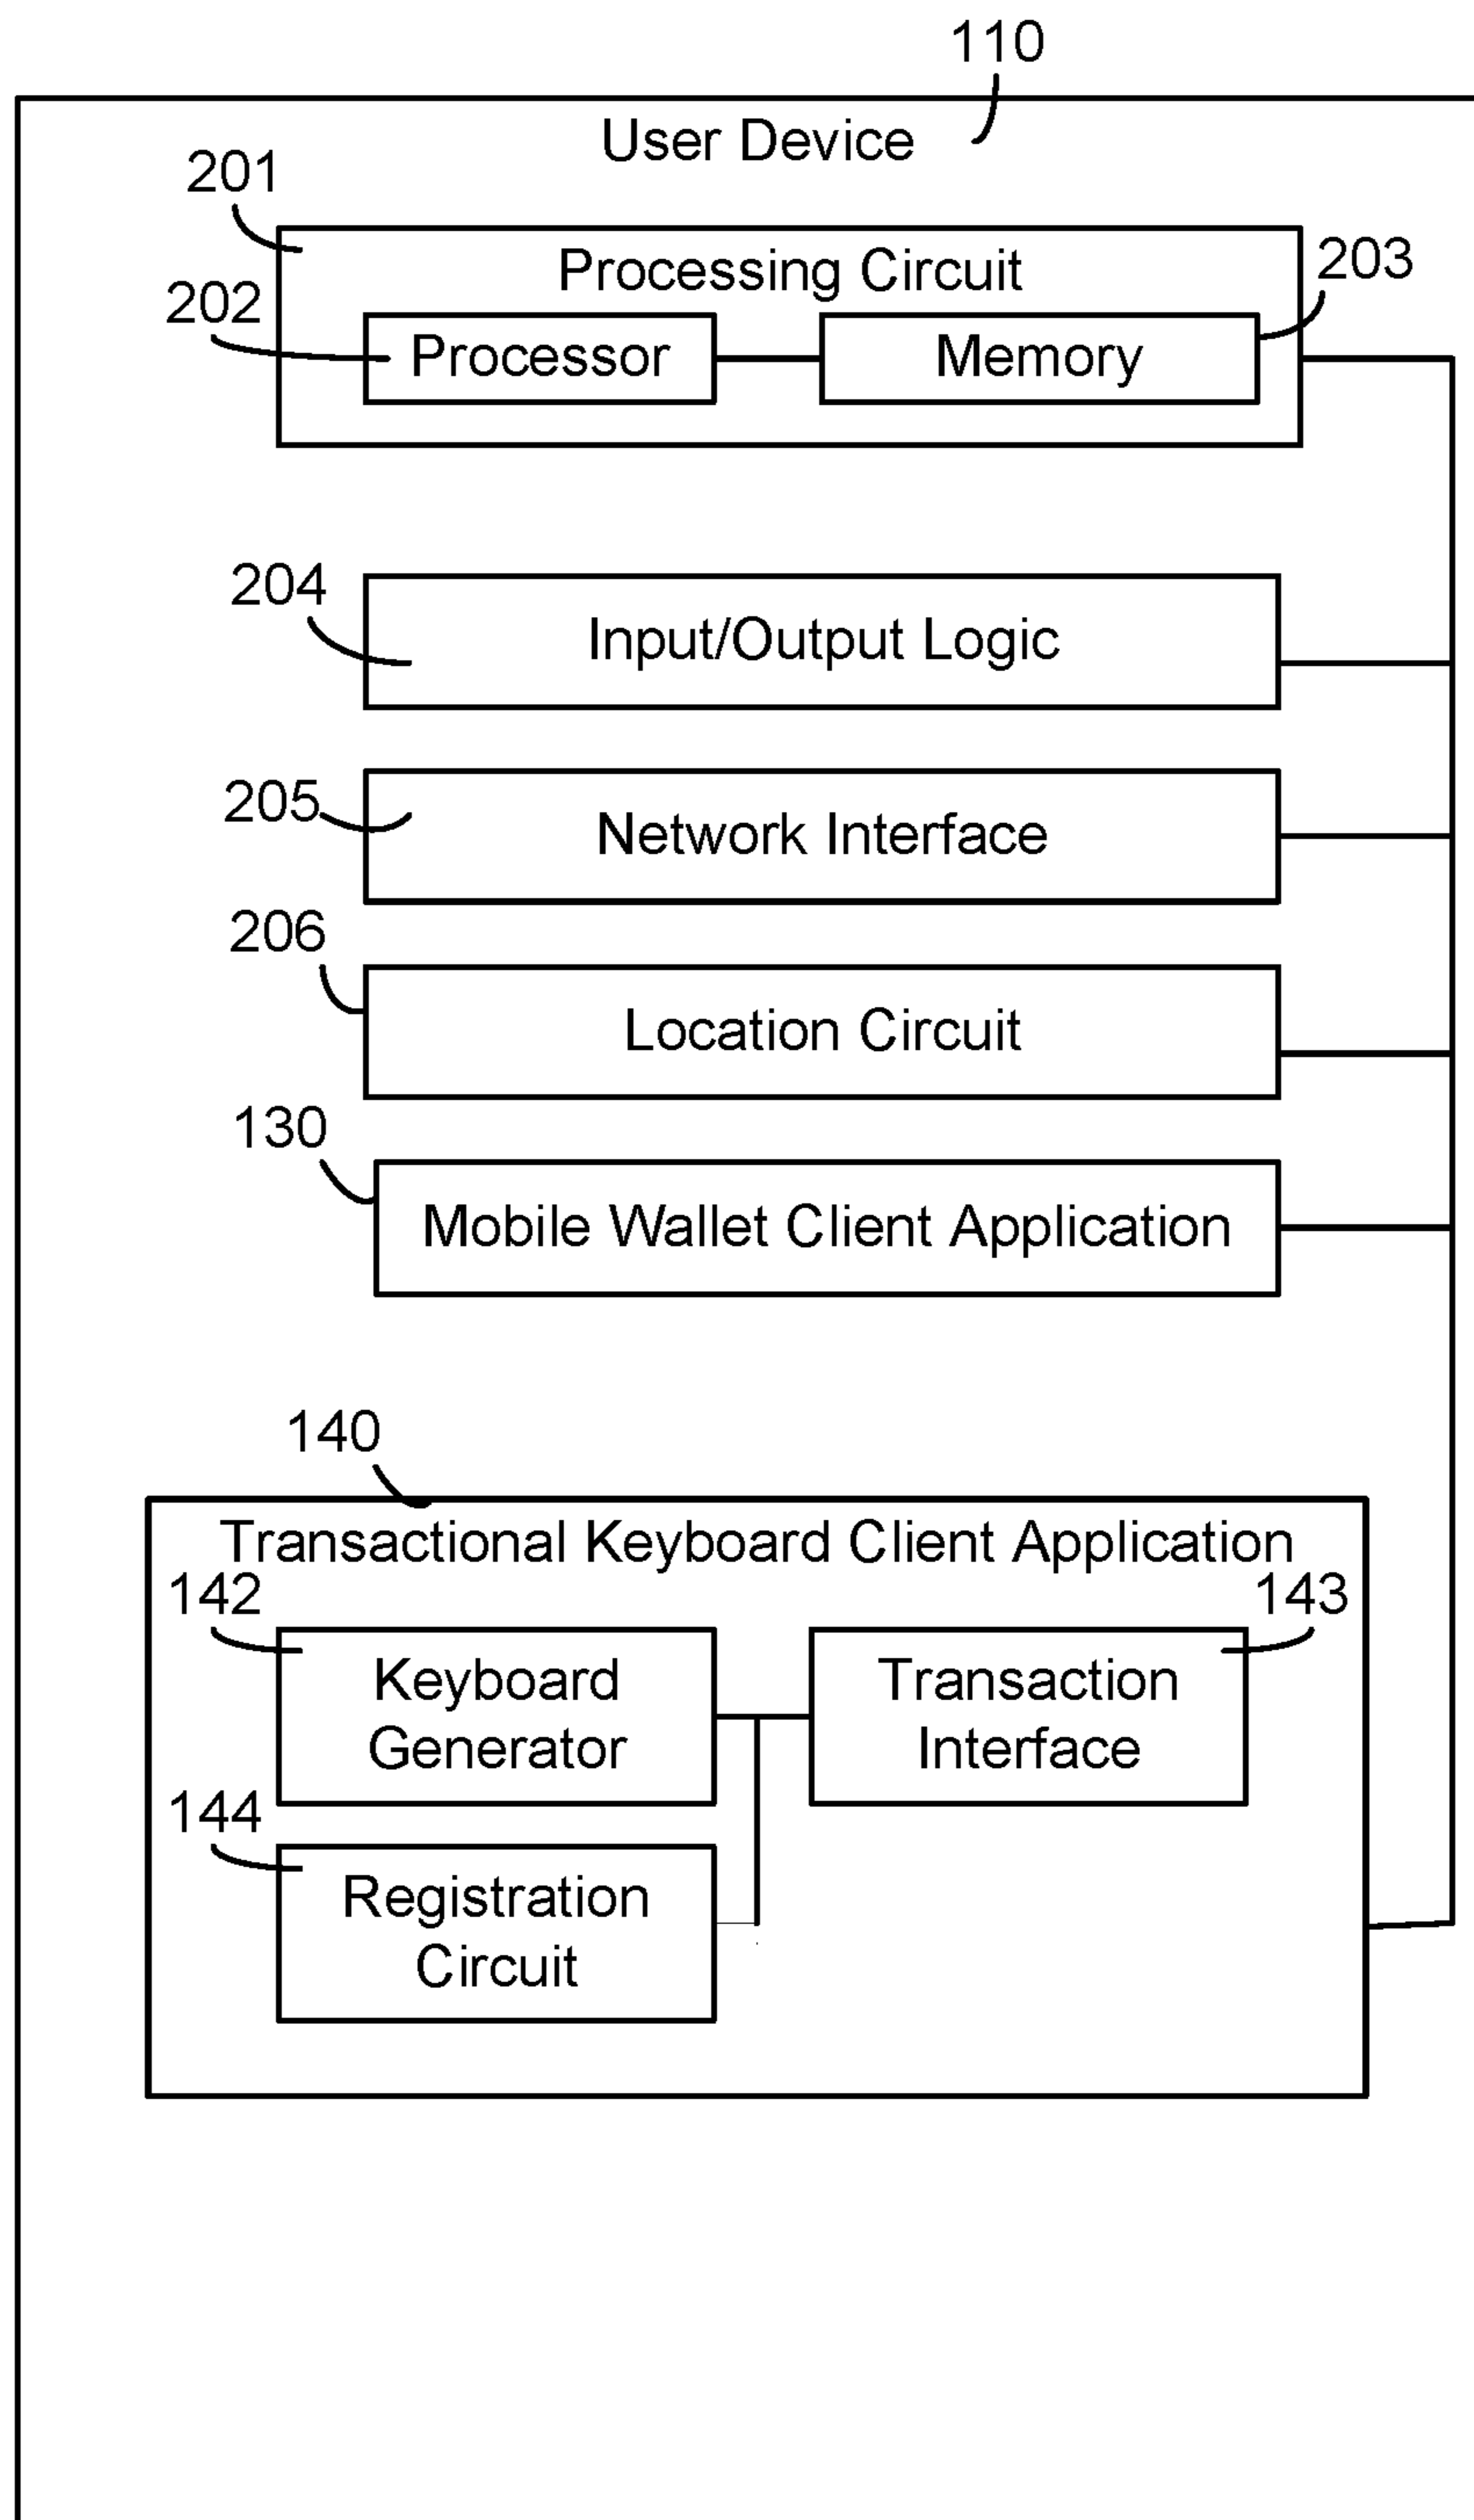 110
User Device
201
Processing Circuit
203
202
Processor
Memory
204
Input/Output Logic
205
Network Interface
206
Location Circuit
130
Mobile Wallet Client Application
140
Transactional Keyboard Client Application
142
143
Keyboard
Generator
Transaction
Interface
144
Registration
Circuit